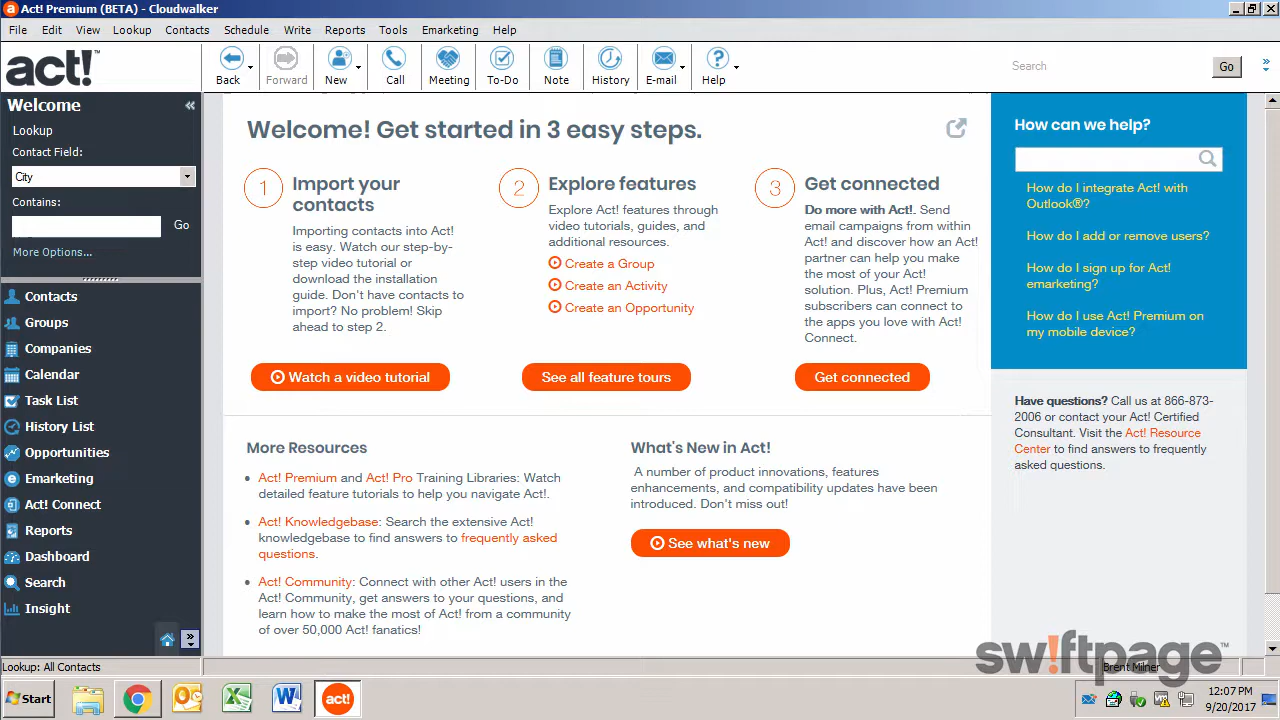 Act! Premium (BETA) - Cloudwalker
File Edit View Lookup Contacts Schedule Write Reports Tools Emarketing Help
act!™
Back Forward New Call Meeting To-Do Note History E-mail Help
Search Go
Welcome
Lookup
Contact Field:
City
Contains:
Go
More Options...
Contacts
Groups
Companies
Calendar
Task List
History List
Opportunities
Emarketing
Act! Connect
Reports
Dashboard
Search
Insight
Welcome! Get started in 3 easy steps.
1 Import your
contacts
Importing contacts into Act!
is easy. Watch our step-by-
step video tutorial or
download the installation
guide. Don't have contacts to
import? No problem! Skip
ahead to step 2.
Watch a video tutorial
2 Explore features
Explore Act! features through
video tutorials, guides, and
additional resources.
Create a Group
Create an Activity
Create an Opportunity
See all feature tours
3 Get connected
Do more with Act!. Send
email campaigns from within
Act! and discover how an Act!
partner can help you make
the most of your Act!
solution. Plus, Act! Premium
subscribers can connect to
the apps you love with Act!
Connect.
Get connected
More Resources
Act! Premium and Act! Pro Training Libraries: Watch
detailed feature tutorials to help you navigate Act!.
Act! Knowledgebase: Search the extensive Act!
knowledgebase to find answers to frequently asked
questions.
Act! Community: Connect with other Act! users in the
Act! Community, get answers to your questions, and
learn how to make the most of Act! from a community
of over 50,000 Act! fanatics!
What's New in Act!
A number of product innovations, features
enhancements, and compatibility updates have been
introduced. Don't miss out!
See what's new
How can we help?
How do I integrate Act! with
Outlook®?
How do I add or remove users?
How do I sign up for Act!
emarketing?
How do I use Act! Premium on
my mobile device?
Have questions? Call us at 866-873-
2006 or contact your Act! Certified
Consultant. Visit the Act! Resource
Center to find answers to frequently
asked questions.
sw!ftpage™
Lookup: All Contacts
Brent Milner
Start
act!
12:07 PM
9/20/2017